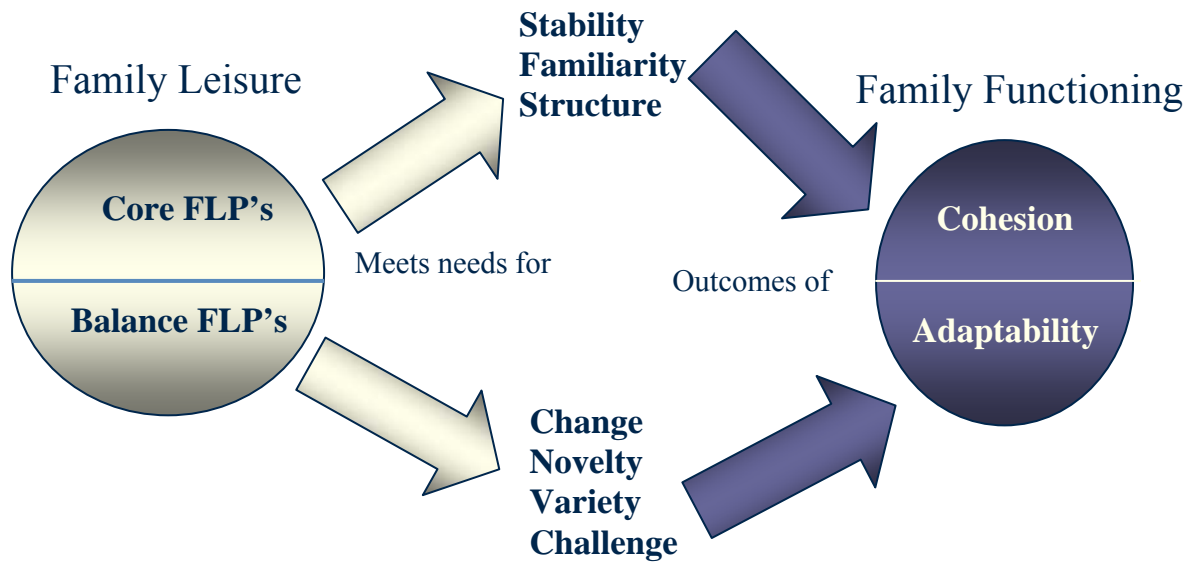 Family Leisure
Core FLP’s
Balance FLP’s
Meets needs for
Stability
Familiarity
Structure
Change
Novelty
Variety
Challenge
Outcomes of
Family Functioning
Cohesion
Adaptability